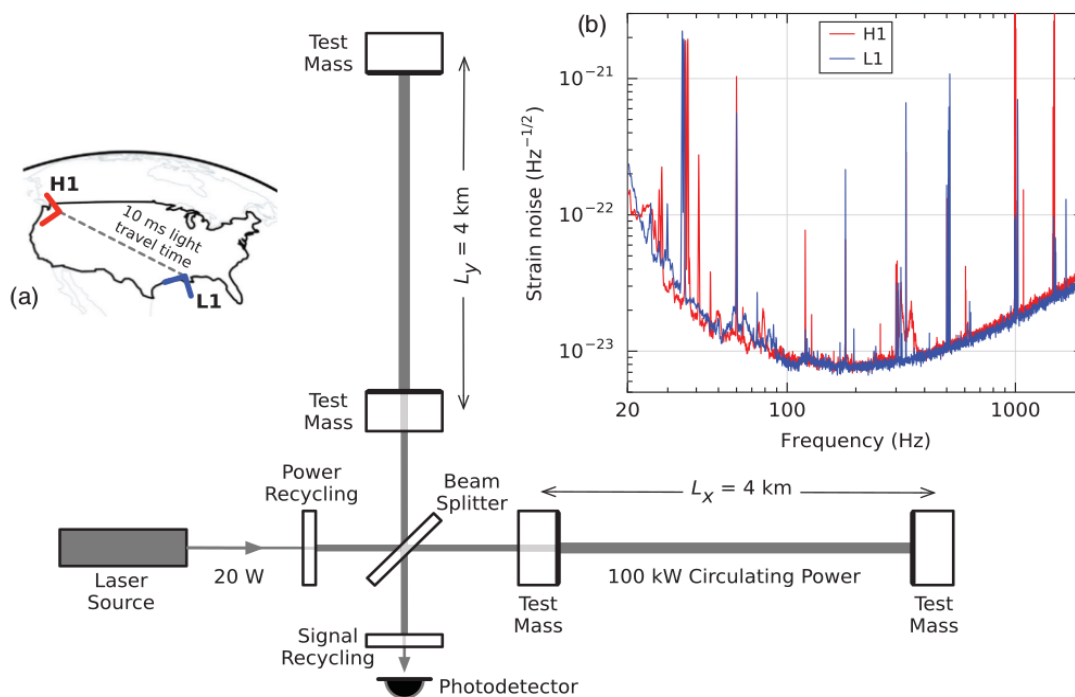 (a)
H1
10 ms light
travel time
L1
Test
Mass
L_y = 4 km
Test
Mass
Power
Recycling
Beam
Splitter
Laser
Source
20 W
L_x = 4 km
100 kW Circulating Power
Test
Mass
Test
Mass
Signal
Recycling
Photodetector
(b)
H1
L1
Strain noise (Hz^{-1/2})
10^{-21}
10^{-22}
10^{-23}
20
100
1000
Frequency (Hz)